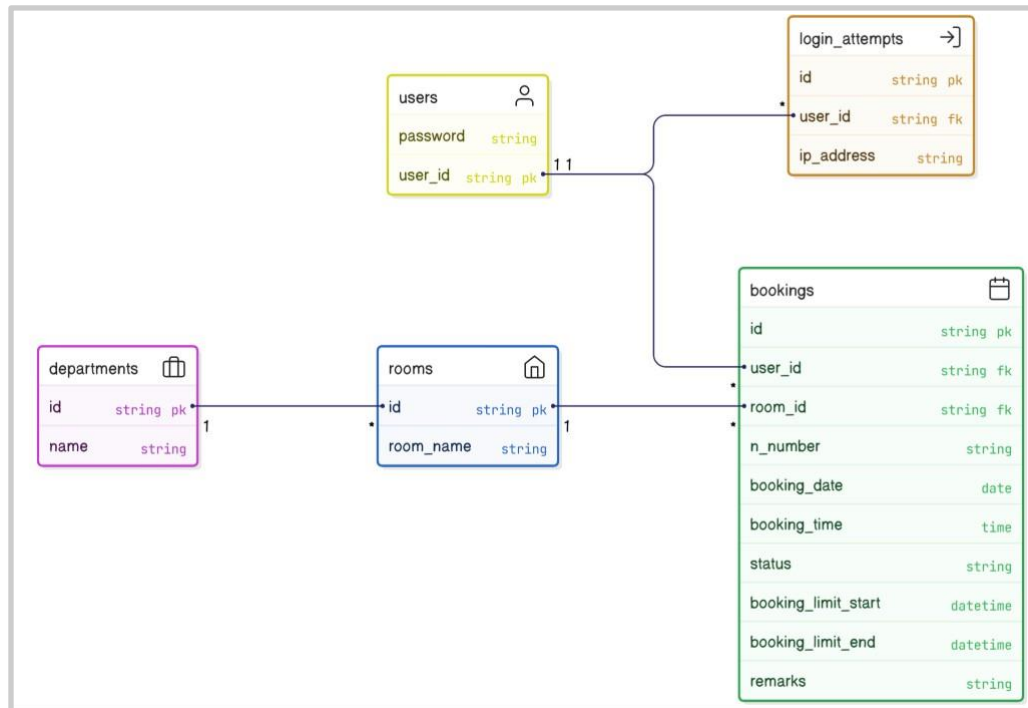 login_attempts
id string pk
* user_id string fk
ip_address string
users
password string
user_id string pk 1 1
bookings
id string pk
user_id string fk
*
room_id string fk
*
n_number string
booking_date date
booking_time time
status string
booking_limit_start datetime
booking_limit_end datetime
remarks string
departments
id string pk
1
name string
rooms
* id string pk
1
room_name string